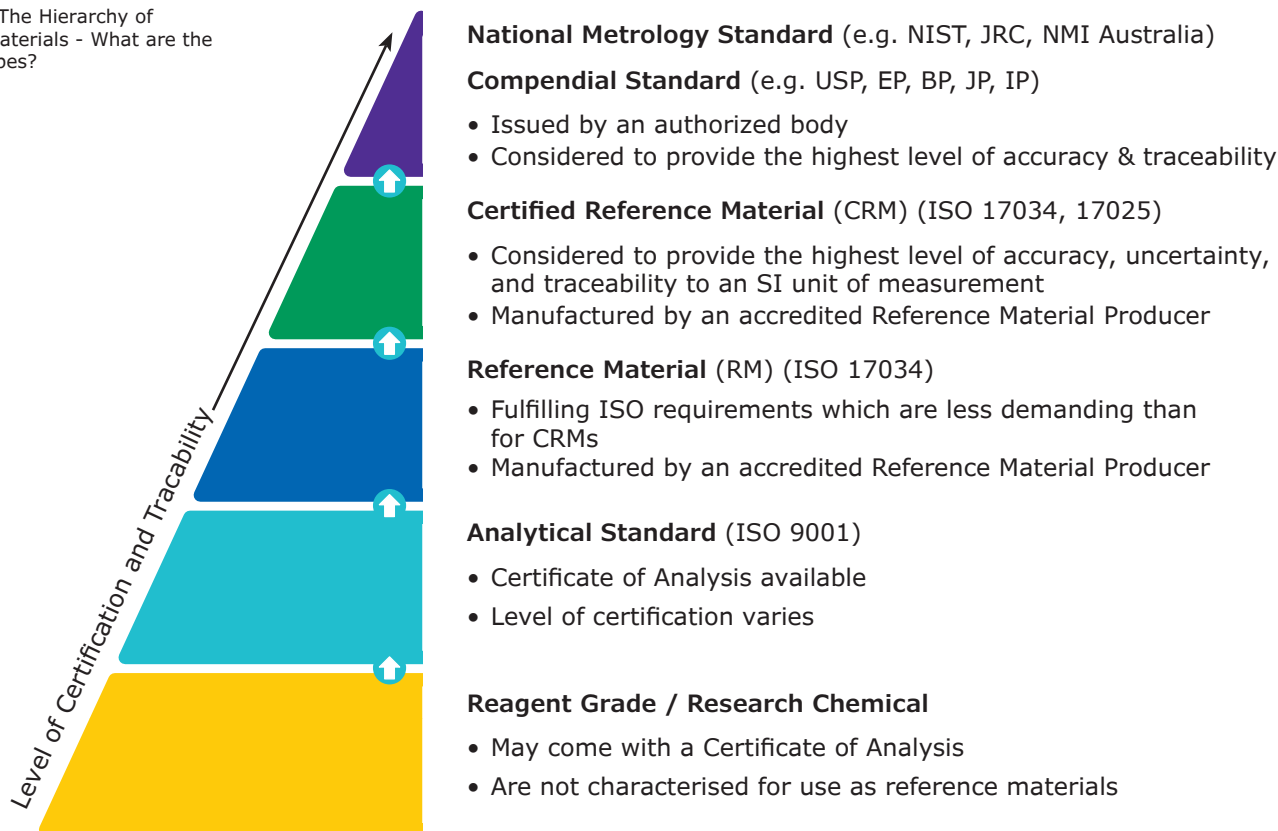 The Hierarchy of
aterials - What are the
pes?
National Metrology Standard (e.g. NIST, JRC, NMI Australia)
Compendial Standard (e.g. USP, EP, BP, JP, IP)
• Issued by an authorized body
• Considered to provide the highest level of accuracy & traceability
Certified Reference Material (CRM) (ISO 17034, 17025)
• Considered to provide the highest level of accuracy, uncertainty,
and traceability to an SI unit of measurement
• Manufactured by an accredited Reference Material Producer
Reference Material (RM) (ISO 17034)
• Fulfilling ISO requirements which are less demanding than
for CRMs
• Manufactured by an accredited Reference Material Producer
Analytical Standard (ISO 9001)
• Certificate of Analysis available
• Level of certification varies
Reagent Grade / Research Chemical
• May come with a Certificate of Analysis
• Are not characterised for use as reference materials
Level of Certification and Tracability